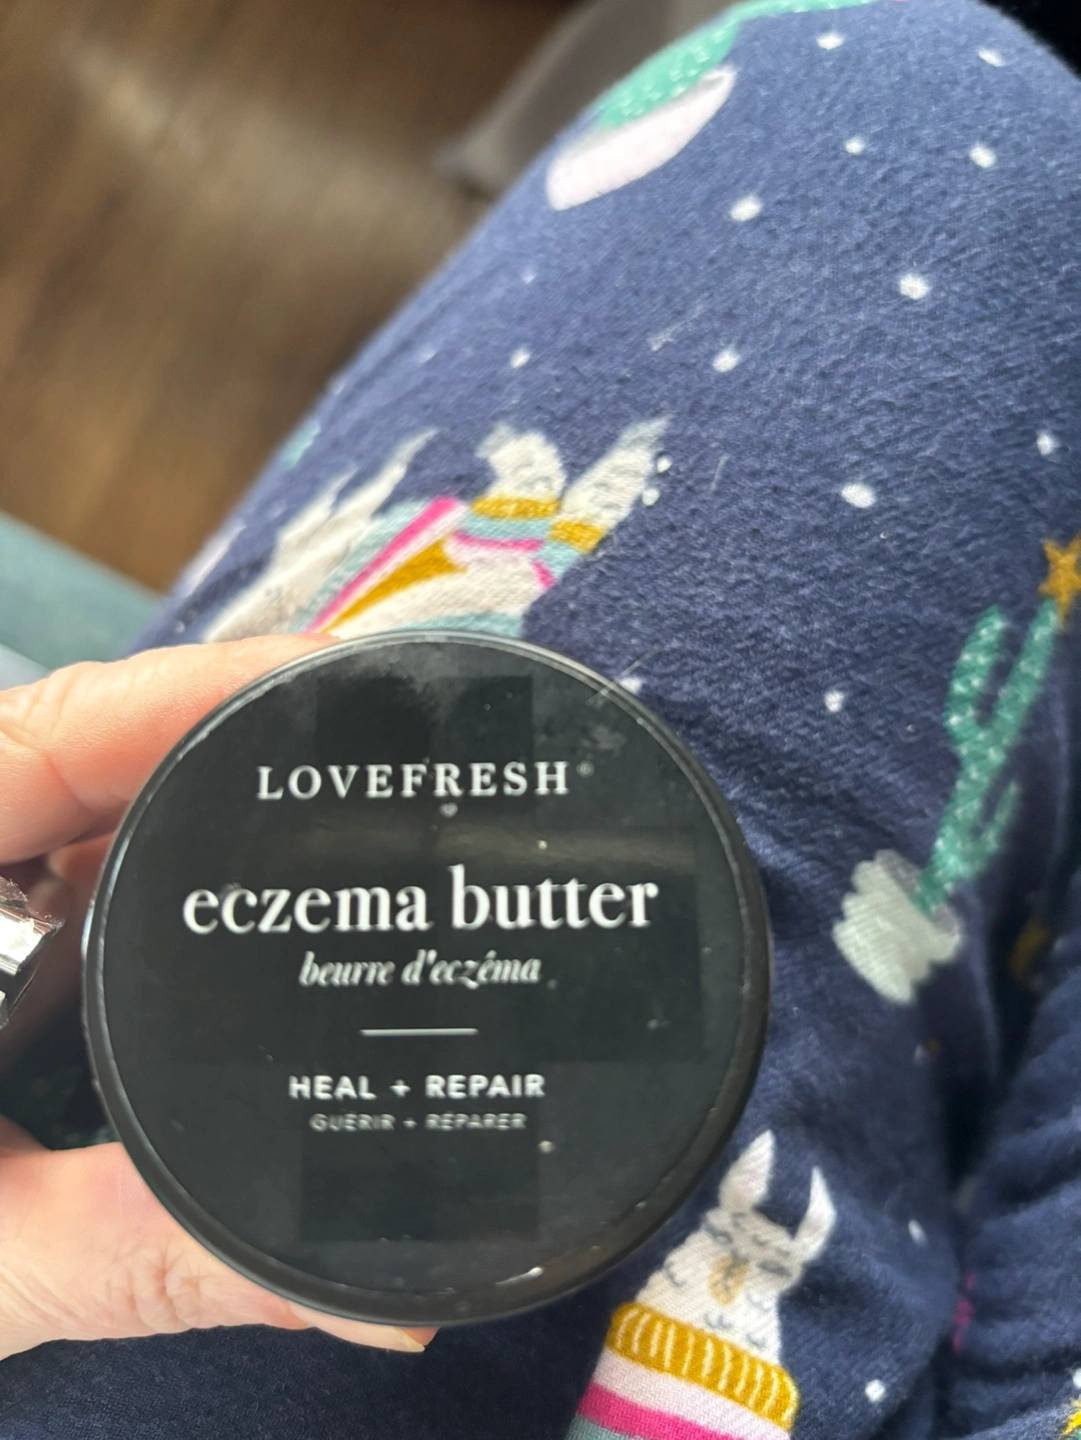 LOVEFRESH®
eczema butter
beurre d'eczéma
HEAL + REPAIR
GUÉRIR + RÉPARER